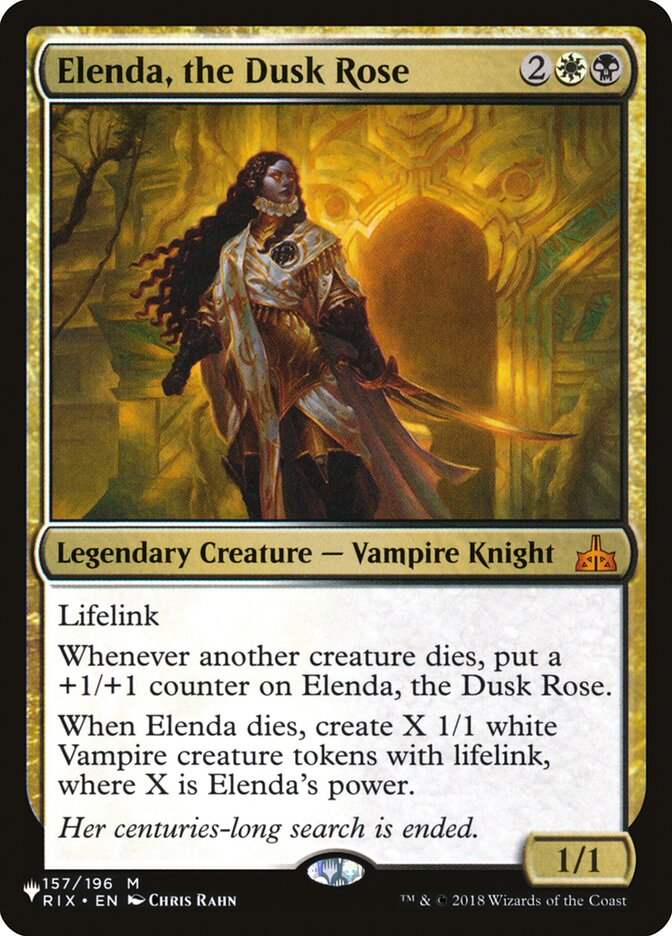 Elenda, the Dusk Rose 2
Legendary Creature — Vampire Knight
Lifelink
Whenever another creature dies, put a
+1/+1 counter on Elenda, the Dusk Rose.
When Elenda dies, create X 1/1 white
Vampire creature tokens with lifelink,
where X is Elenda's power.
Her centuries-long search is ended.
1/1
157/196 M
RIX • EN Chris Rahn
™ & © 2018 Wizards of the Coast